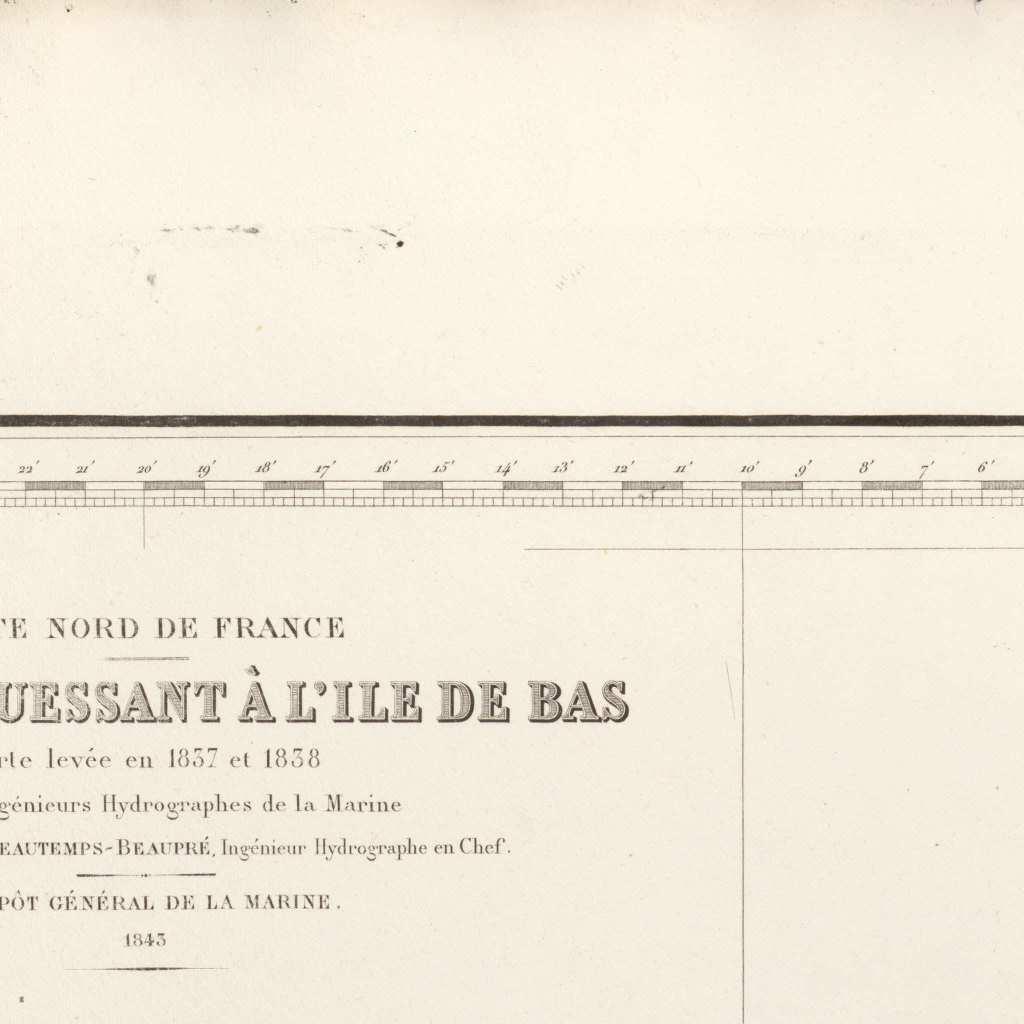 22' 21' 20' 19' 18' 17' 16' 15' 14' 13' 12' 11' 10' 9' 8' 7' 6'
TE NORD DE FRANCE
UESSANT À L'ILE DE BAS
rte levée en 1837 et 1838
génieurs Hydrographes de la Marine
EAUTEMPS-BEAUPRÉ, Ingénieur Hydrographe en Chef.
PÔT GÉNÉRAL DE LA MARINE.
1843